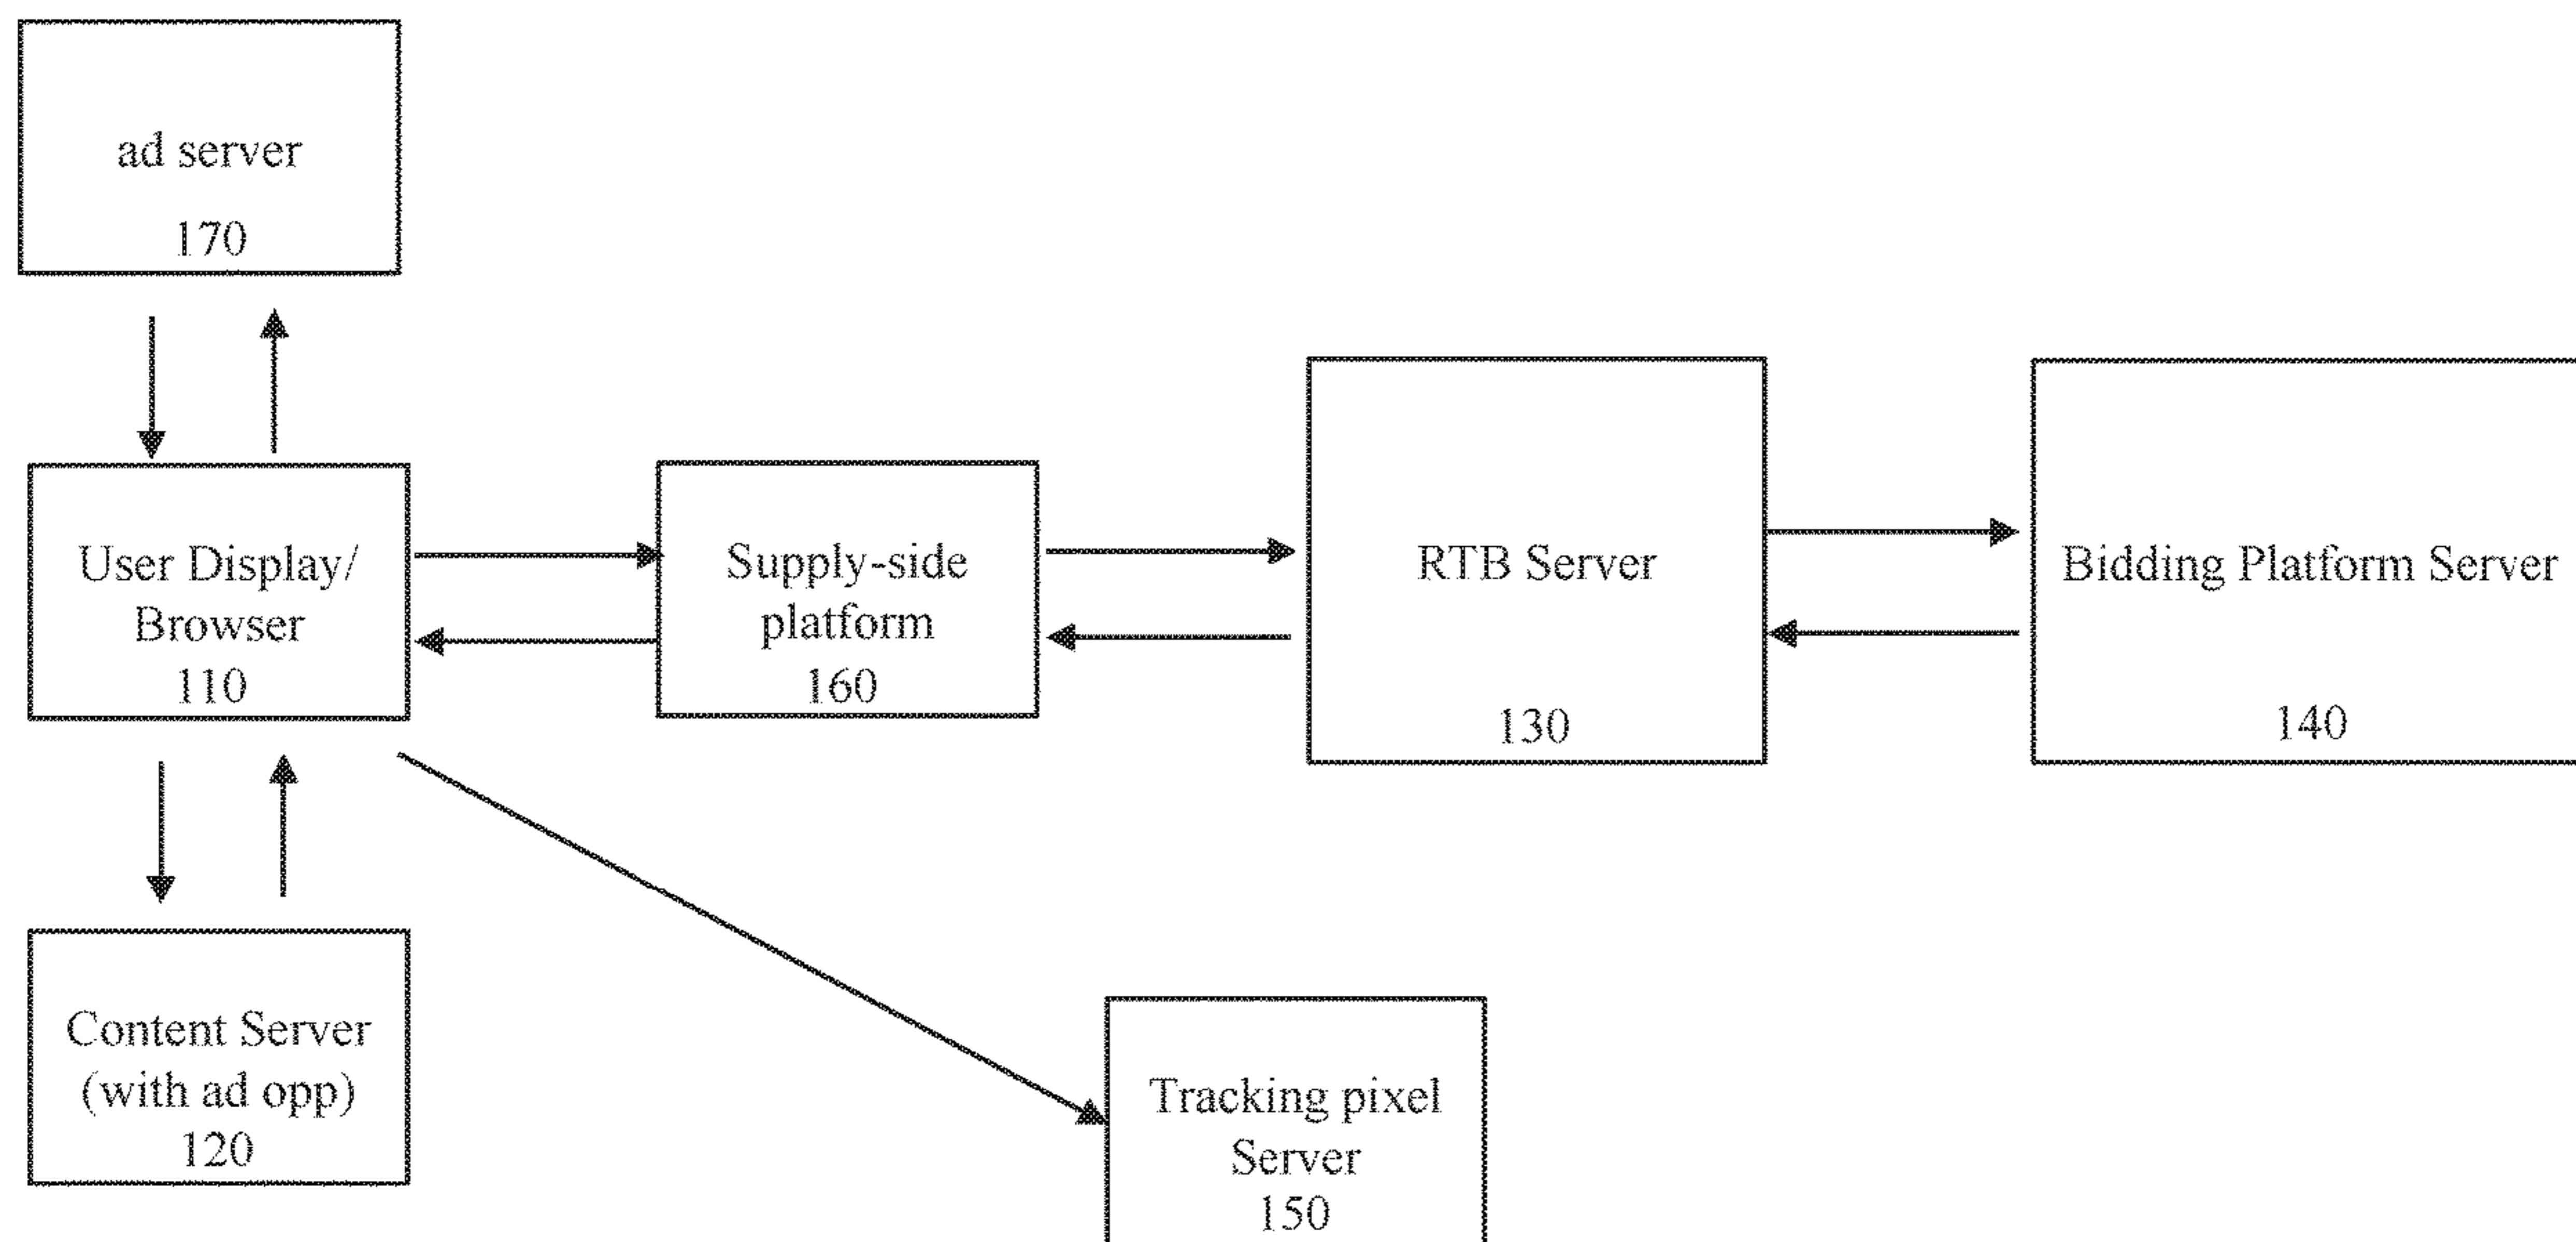 ad server
170
User Display/
Browser
110
Supply-side
platform
160
RTB Server
130
Bidding Platform Server
140
Content Server
(with ad opp)
120
Tracking pixel
Server
150